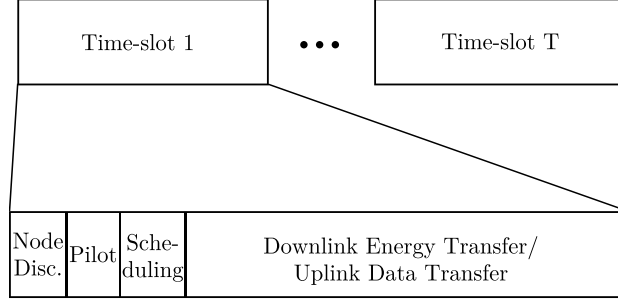 Time-slot 1
•••
Time-slot T
Node
Disc.
Pilot
Sche-
duling
Downlink Energy Transfer/
Uplink Data Transfer